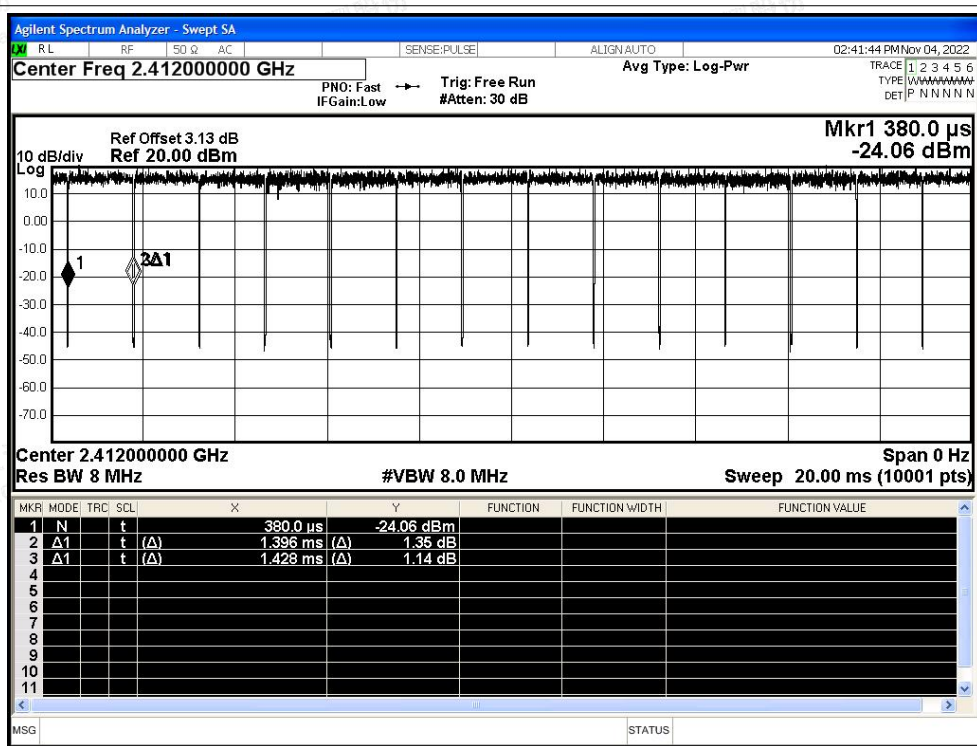 Agilent Spectrum Analyzer - Swept SA
LXI RL RF 50 Ω AC SENSE:PULSE ALIGN AUTO 02:41:44 PM Nov 04, 2022
Center Freq 2.412000000 GHz
PNO: Fast
IFGain:Low
Trig: Free Run
#Atten: 30 dB
Avg Type: Log-Pwr
TRACE 1 2 3 4 5 6
TYPE
DET P N N N N N
Ref Offset 3.13 dB
10 dB/div Ref 20.00 dBm
Log
Mkr1 380.0 µs
-24.06 dBm
10.0
0.00
-10.0
-20.0
-30.0
-40.0
-50.0
-60.0
-70.0
1
3Δ1
Center 2.412000000 GHz Span 0 Hz
Res BW 8 MHz #VBW 8.0 MHz Sweep 20.00 ms (10001 pts)
MKR MODE TRC SCL X Y FUNCTION FUNCTION WIDTH FUNCTION VALUE
1 N t 380.0 µs -24.06 dBm
2 Δ1 t (Δ) 1.396 ms (Δ) 1.35 dB
3 Δ1 t (Δ) 1.428 ms (Δ) 1.14 dB
4
5
6
7
8
9
10
11
MSG STATUS